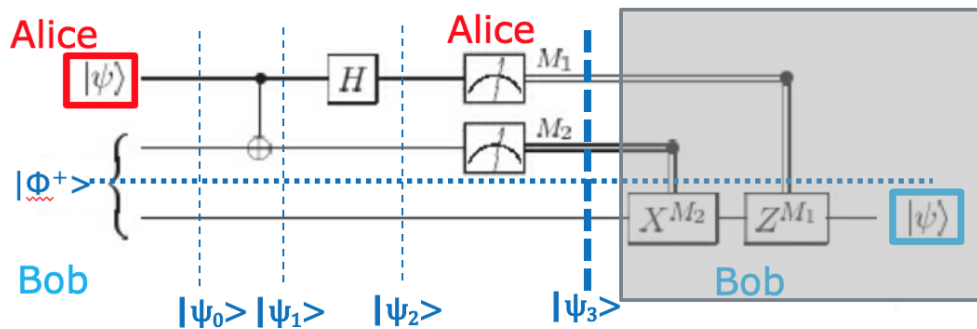 Alice
Alice
|ψ⟩
H
M₁
M₂
|Φ⁺>
X^{M₂}
Z^{M₁}
|ψ⟩
Bob
Bob
|ψ₀>
|ψ₁>
|ψ₂>
|ψ₃>